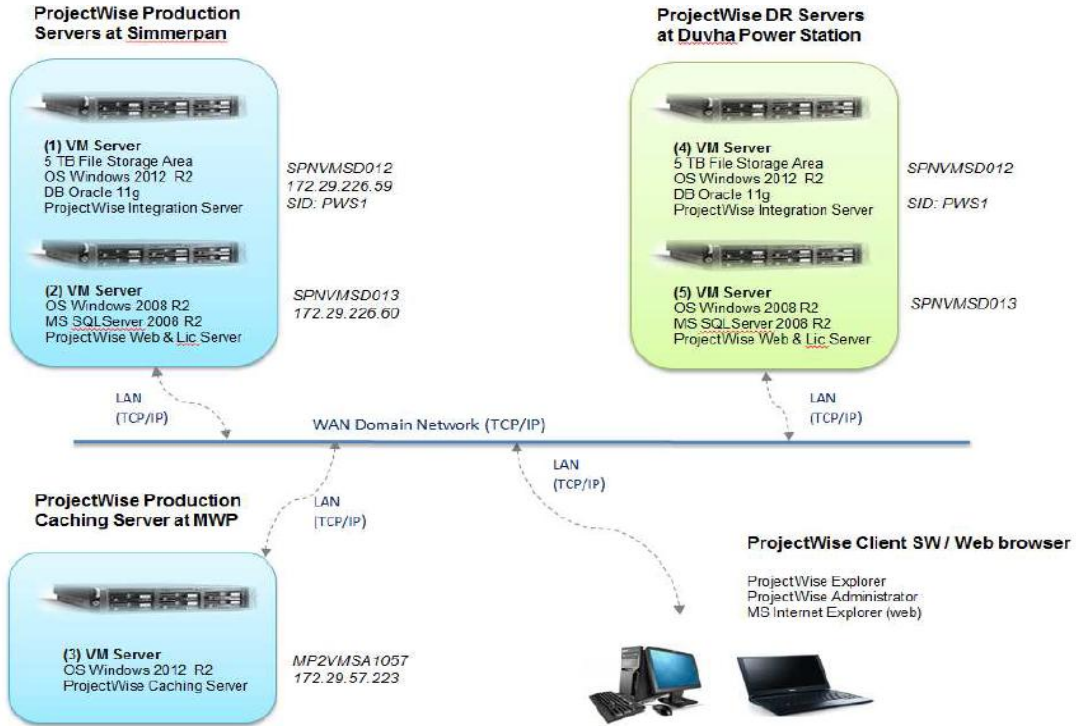 ProjectWise Production
Servers at Simmerpan
(1) VM Server
5 TB File Storage Area
OS Windows 2012 R2
DB Oracle 11g
ProjectWise Integration Server
SPNVMSD012
172.29.226.59
SID: PWS1
(2) VM Server
OS Windows 2008 R2
MS SQLServer 2008 R2
ProjectWise Web & Lic Server
SPNVMSD013
172.29.226.60
ProjectWise DR Servers
at Duvha Power Station
(4) VM Server
5 TB File Storage Area
OS Windows 2012 R2
DB Oracle 11g
ProjectWise Integration Server
SPNVMSD012
SID: PWS1
(5) VM Server
OS Windows 2008 R2
MS SQLServer 2008 R2
ProjectWise Web & Lic Server
SPNVMSD013
LAN
(TCP/IP)
WAN Domain Network (TCP/IP)
LAN
(TCP/IP)
LAN
(TCP/IP)
LAN
(TCP/IP)
ProjectWise Production
Caching Server at MWP
(3) VM Server
OS Windows 2012 R2
ProjectWise Caching Server
MP2VMSA1057
172.29.57.223
ProjectWise Client SW / Web browser
ProjectWise Explorer
ProjectWise Administrator
MS Internet Explorer (web)